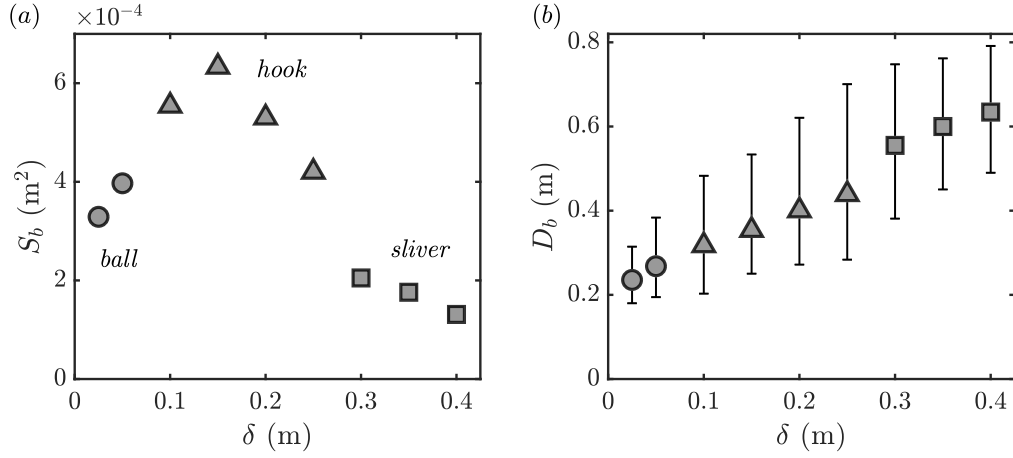 (a)
×10⁻⁴
S_b (m²)
6
4
2
0
hook
ball
sliver
0 0.1 0.2 0.3 0.4
δ (m)
(b)
D_b (m)
0.8
0.6
0.4
0.2
0
0 0.1 0.2 0.3 0.4
δ (m)